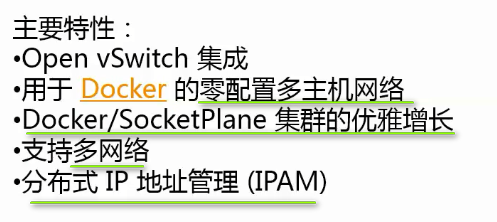 主要特性：
•Open vSwitch 集成
•用于 Docker 的零配置多主机网络
•Docker/SocketPlane 集群的优雅增长
•支持多网络
•分布式 IP 地址管理 (IPAM)